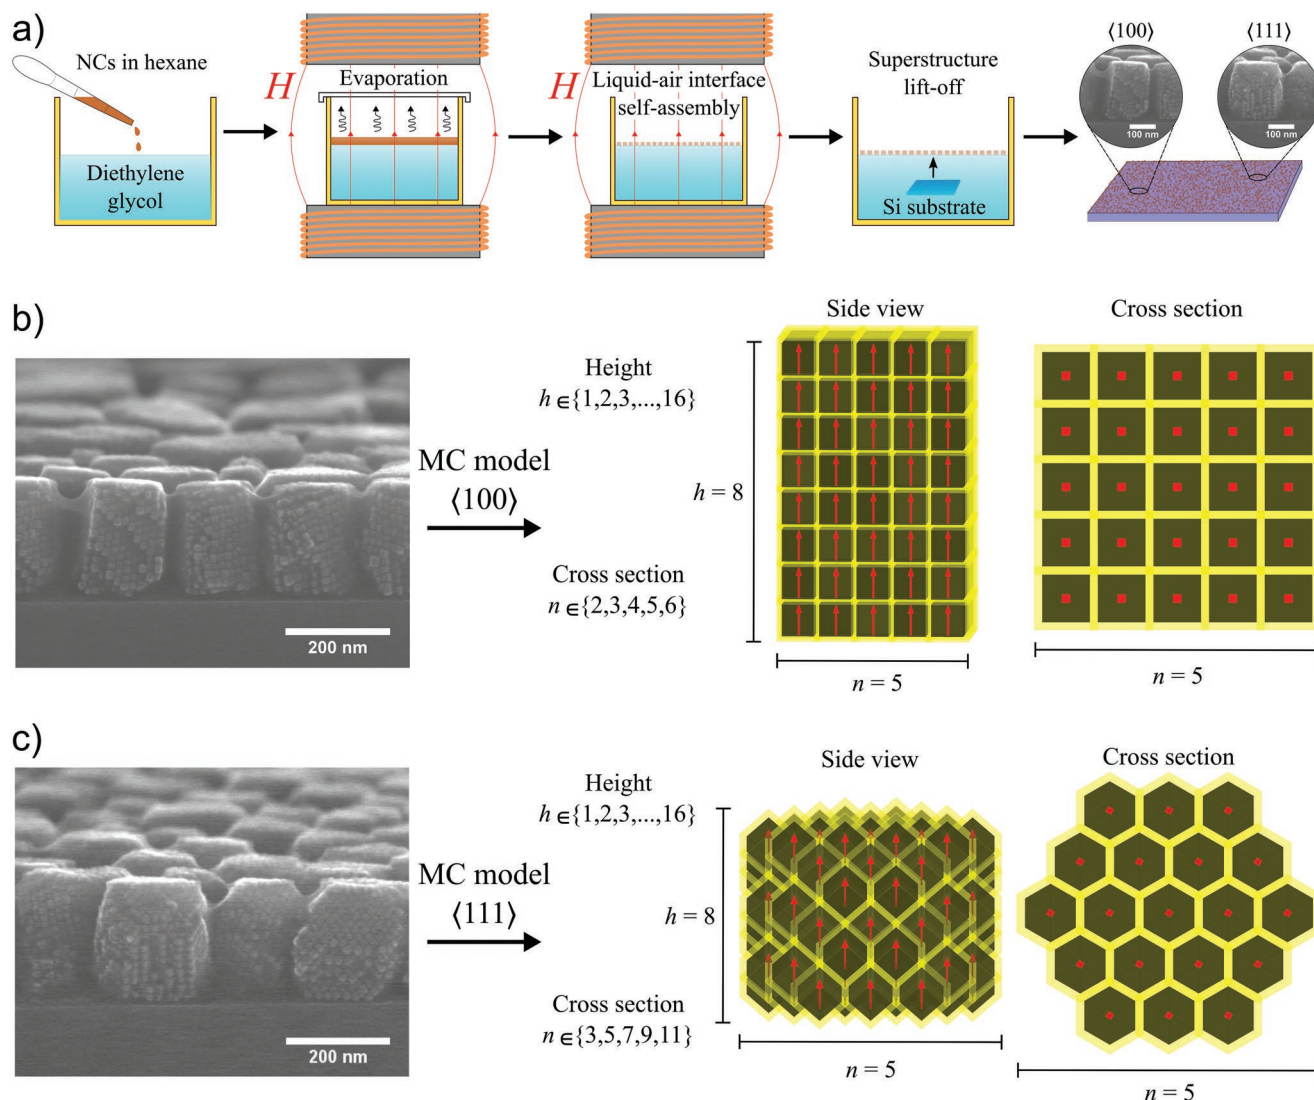 a)
NCs in hexane
Diethylene
glycol
H
Evaporation
H
Liquid-air interface
self-assembly
Superstructure
lift-off
Si substrate
⟨100⟩
100 nm
⟨111⟩
100 nm
b)
200 nm
MC model
⟨100⟩
Height
h ∈{1,2,3,...,16}
Cross section
n ∈{2,3,4,5,6}
Side view
h = 8
n = 5
Cross section
n = 5
c)
200 nm
MC model
⟨111⟩
Height
h ∈{1,2,3,...,16}
Cross section
n ∈{3,5,7,9,11}
Side view
h = 8
n = 5
Cross section
n = 5